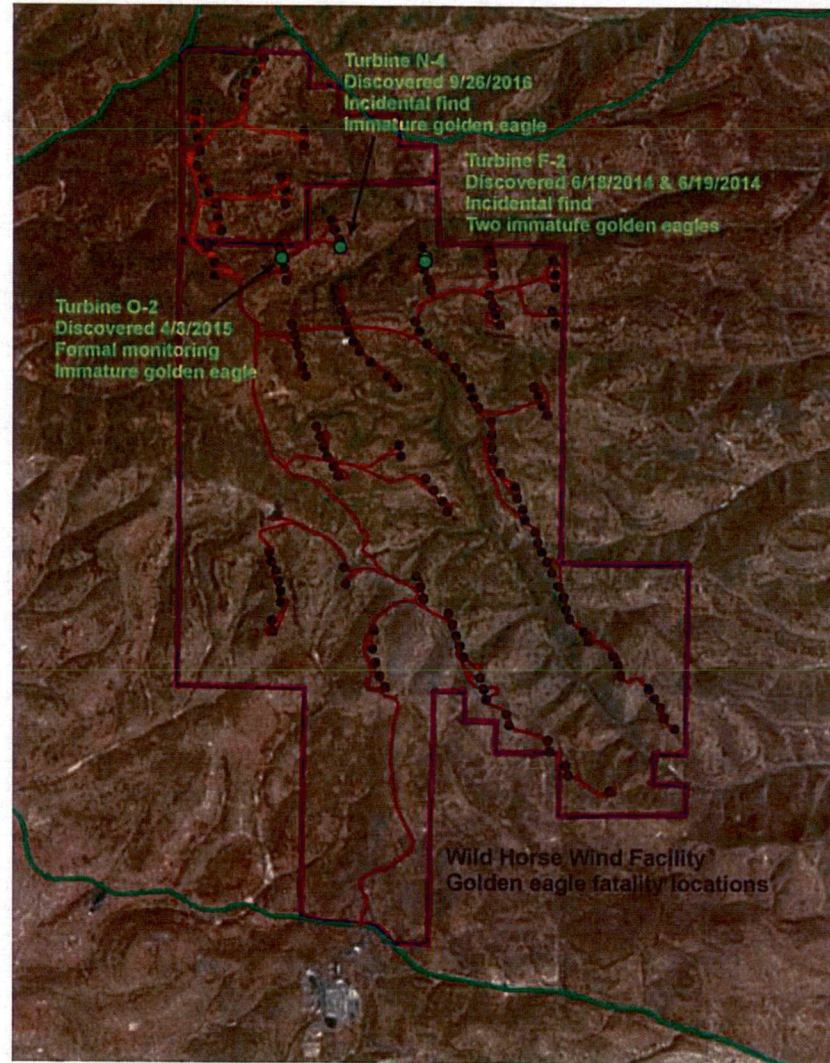 Turbine N-4
Discovered 9/26/2016
Incidental find
Immature golden eagle
Turbine F-2
Discovered 6/18/2014 & 6/19/2014
Incidental find
Two immature golden eagles
Turbine O-2
Discovered 4/8/2015
Formal monitoring
Immature golden eagle
Wild Horse Wind Facility
Golden eagle fatality locations